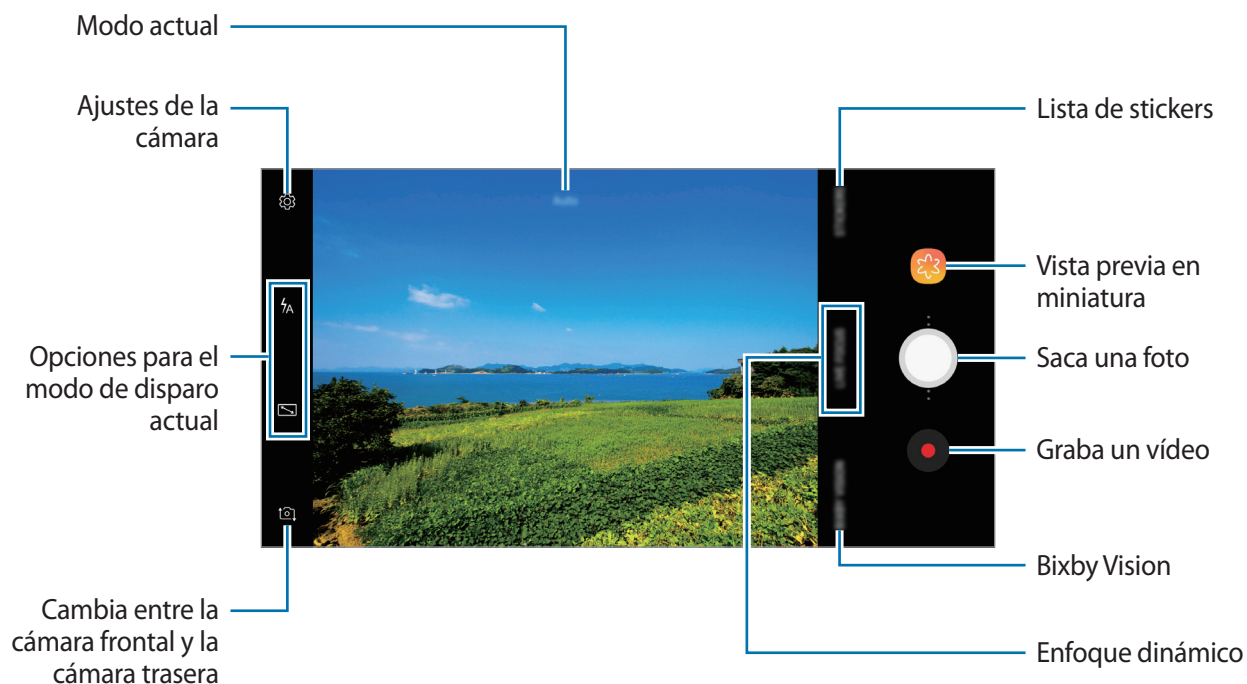 Modo actual
Ajustes de la
cámara
Opciones para el
modo de disparo
actual
Cambia entre la
cámara frontal y la
cámara trasera
Lista de stickers
Vista previa en
miniatura
Saca una foto
Graba un vídeo
Bixby Vision
Enfoque dinámico